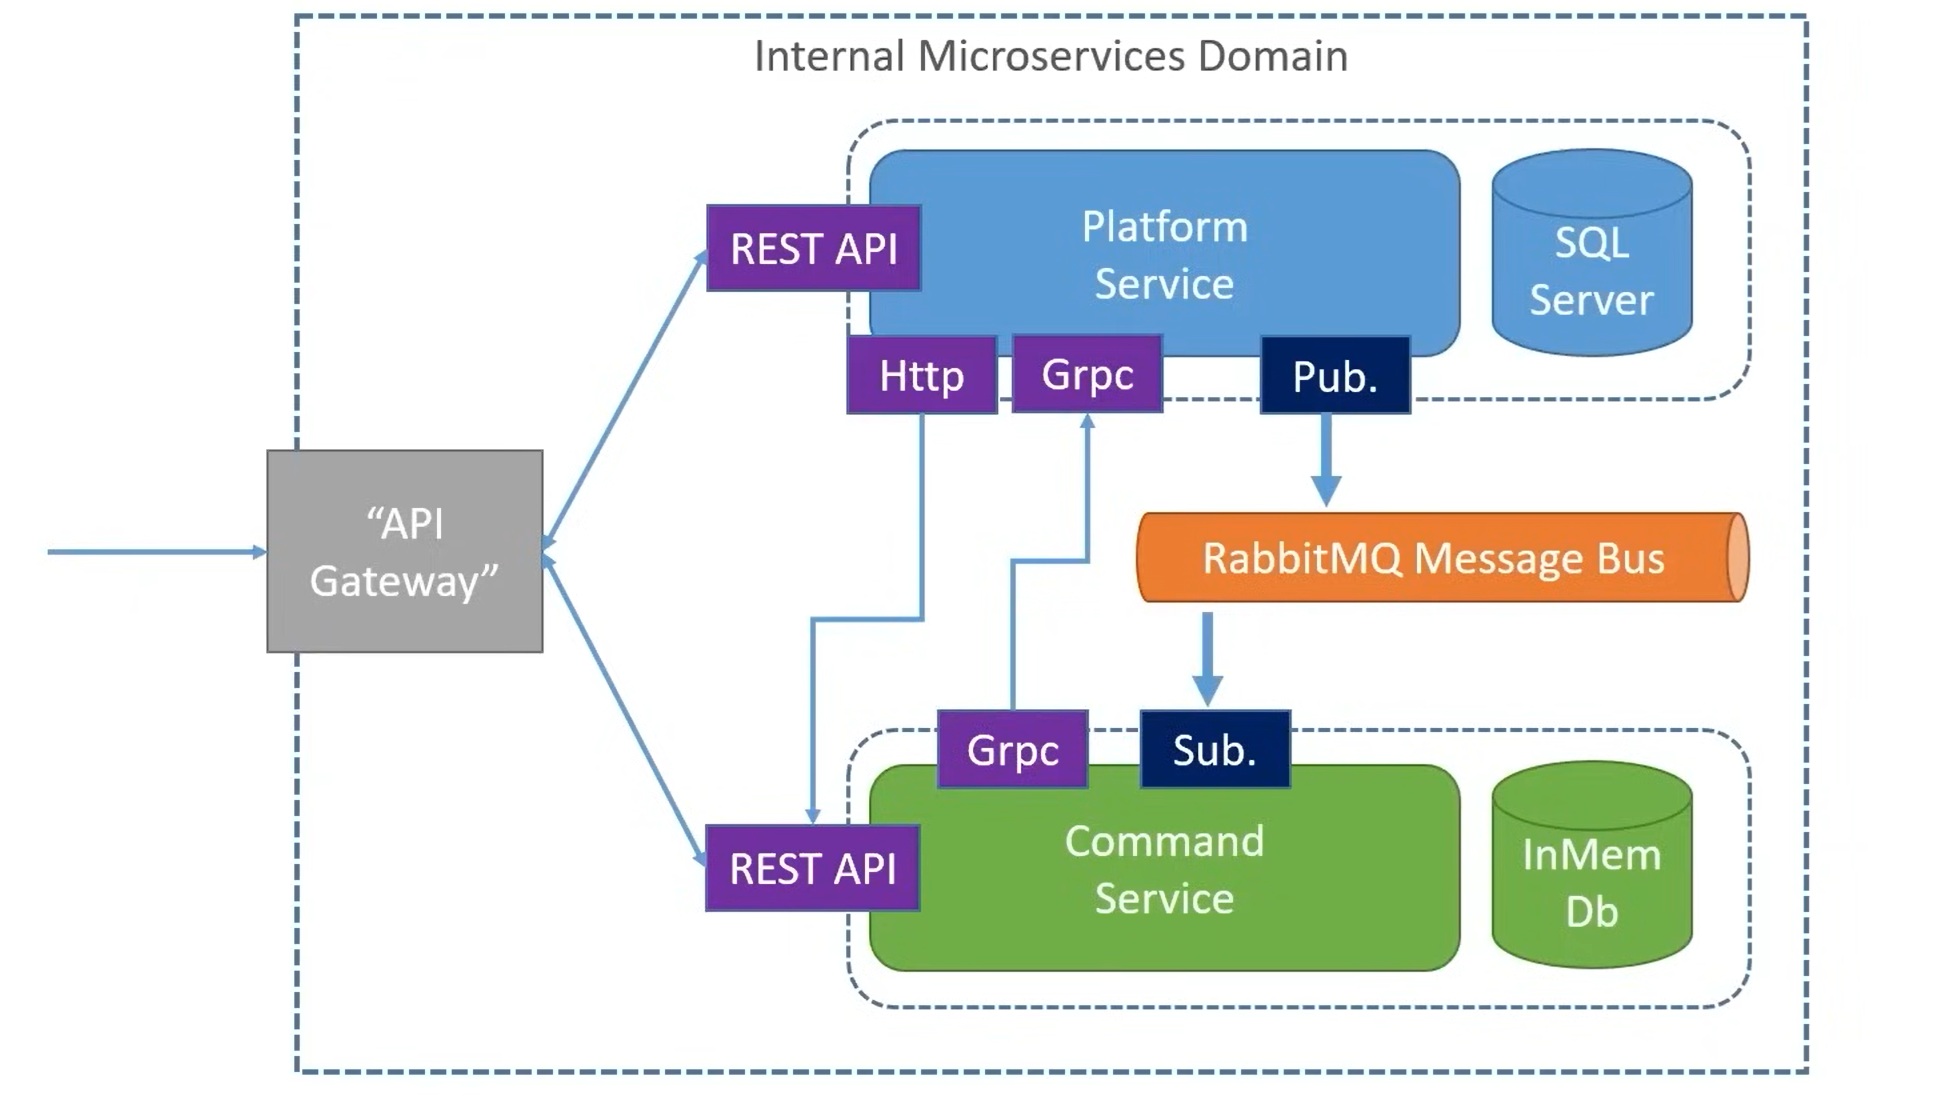 Internal Microservices Domain
REST API
Platform
Service
SQL
Server
Http
Grpc
Pub.
“API
Gateway”
RabbitMQ Message Bus
Grpc
Sub.
REST API
Command
Service
InMem
Db